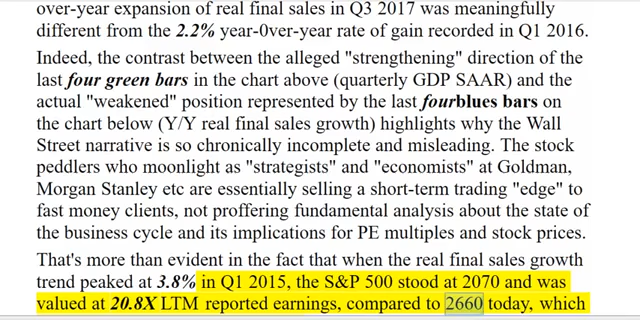 over-year expansion of real final sales in Q3 2017 was meaningfully
different from the 2.2% year-0ver-year rate of gain recorded in Q1 2016.
Indeed, the contrast between the alleged "strengthening" direction of the
last four green bars in the chart above (quarterly GDP SAAR) and the
actual "weakened" position represented by the last fourblues bars on
the chart below (Y/Y real final sales growth) highlights why the Wall
Street narrative is so chronically incomplete and misleading. The stock
peddlers who moonlight as "strategists" and "economists" at Goldman,
Morgan Stanley etc are essentially selling a short-term trading "edge" to
fast money clients, not proffering fundamental analysis about the state of
the business cycle and its implications for PE multiples and stock prices.
That's more than evident in the fact that when the real final sales growth
trend peaked at 3.8% in Q1 2015, the S&P 500 stood at 2070 and was
valued at 20.8X LTM reported earnings, compared to 2660 today, which